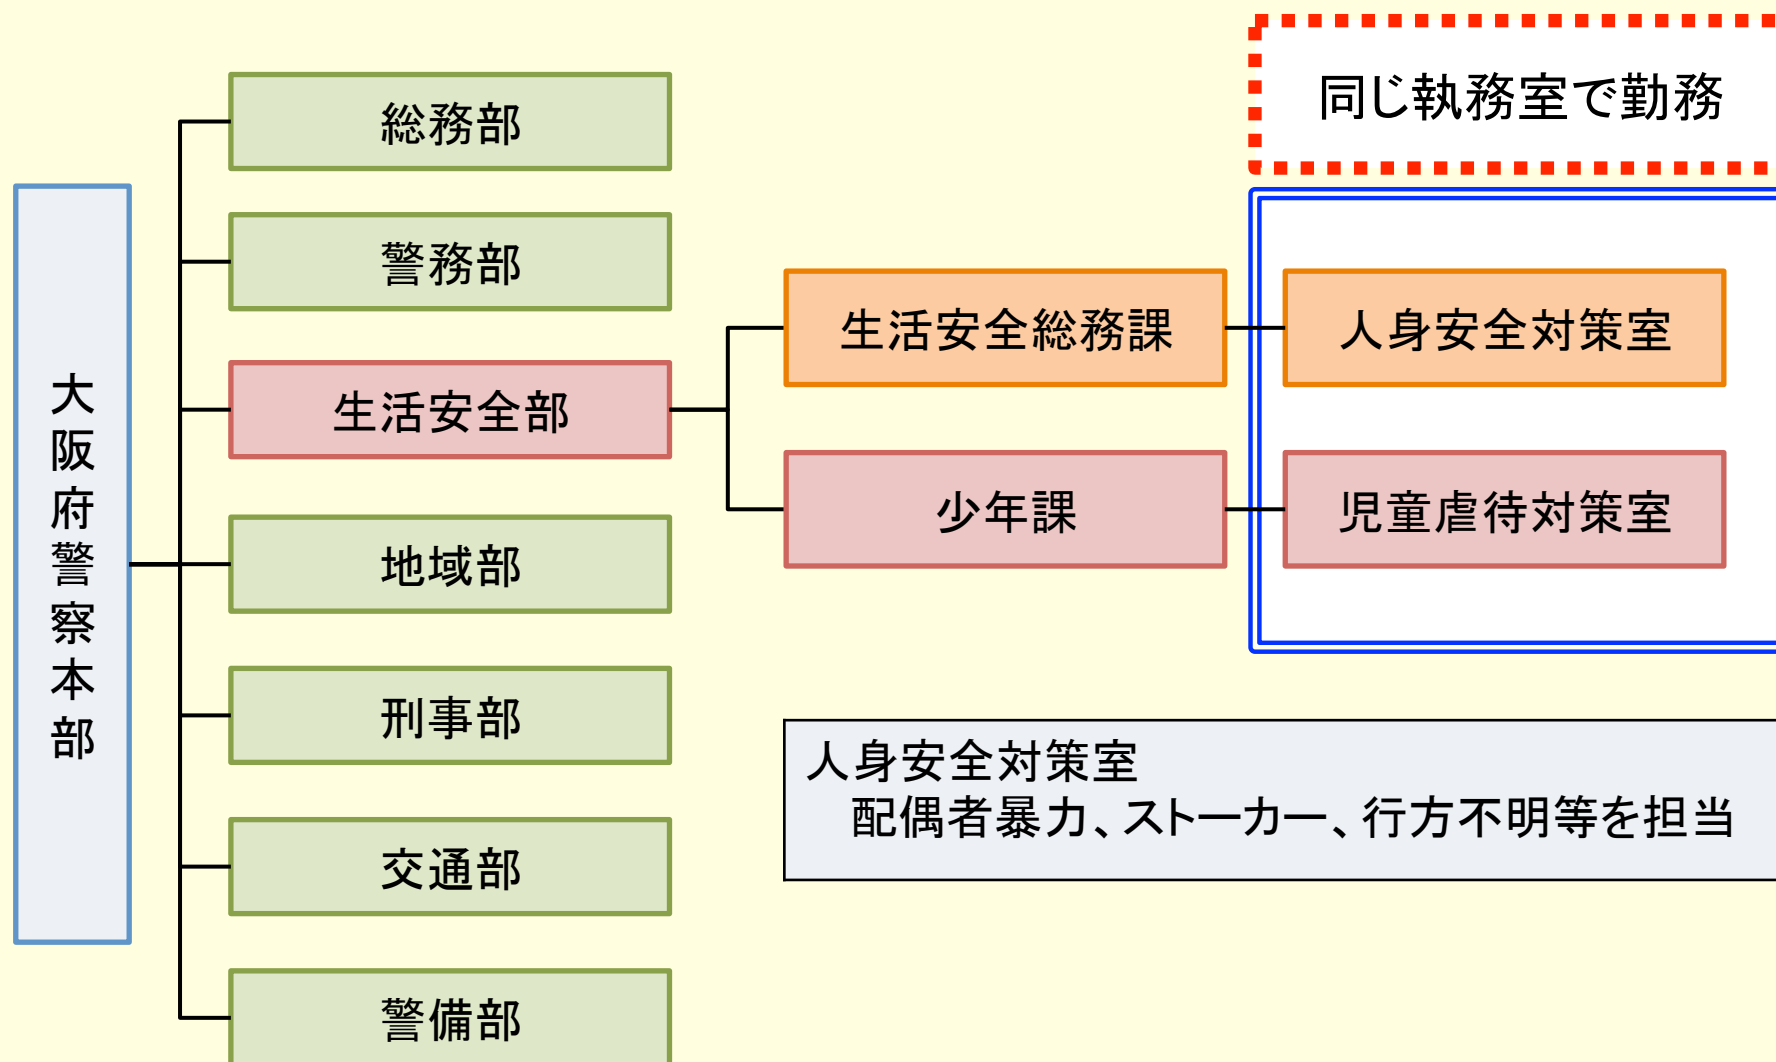 同じ執務室で勤務
大阪府警察本部
総務部
警務部
生活安全部
地域部
刑事部
交通部
警備部
生活安全総務課
人身安全対策室
少年課
児童虐待対策室
人身安全対策室
配偶者暴力、ストーカー、行方不明等を担当